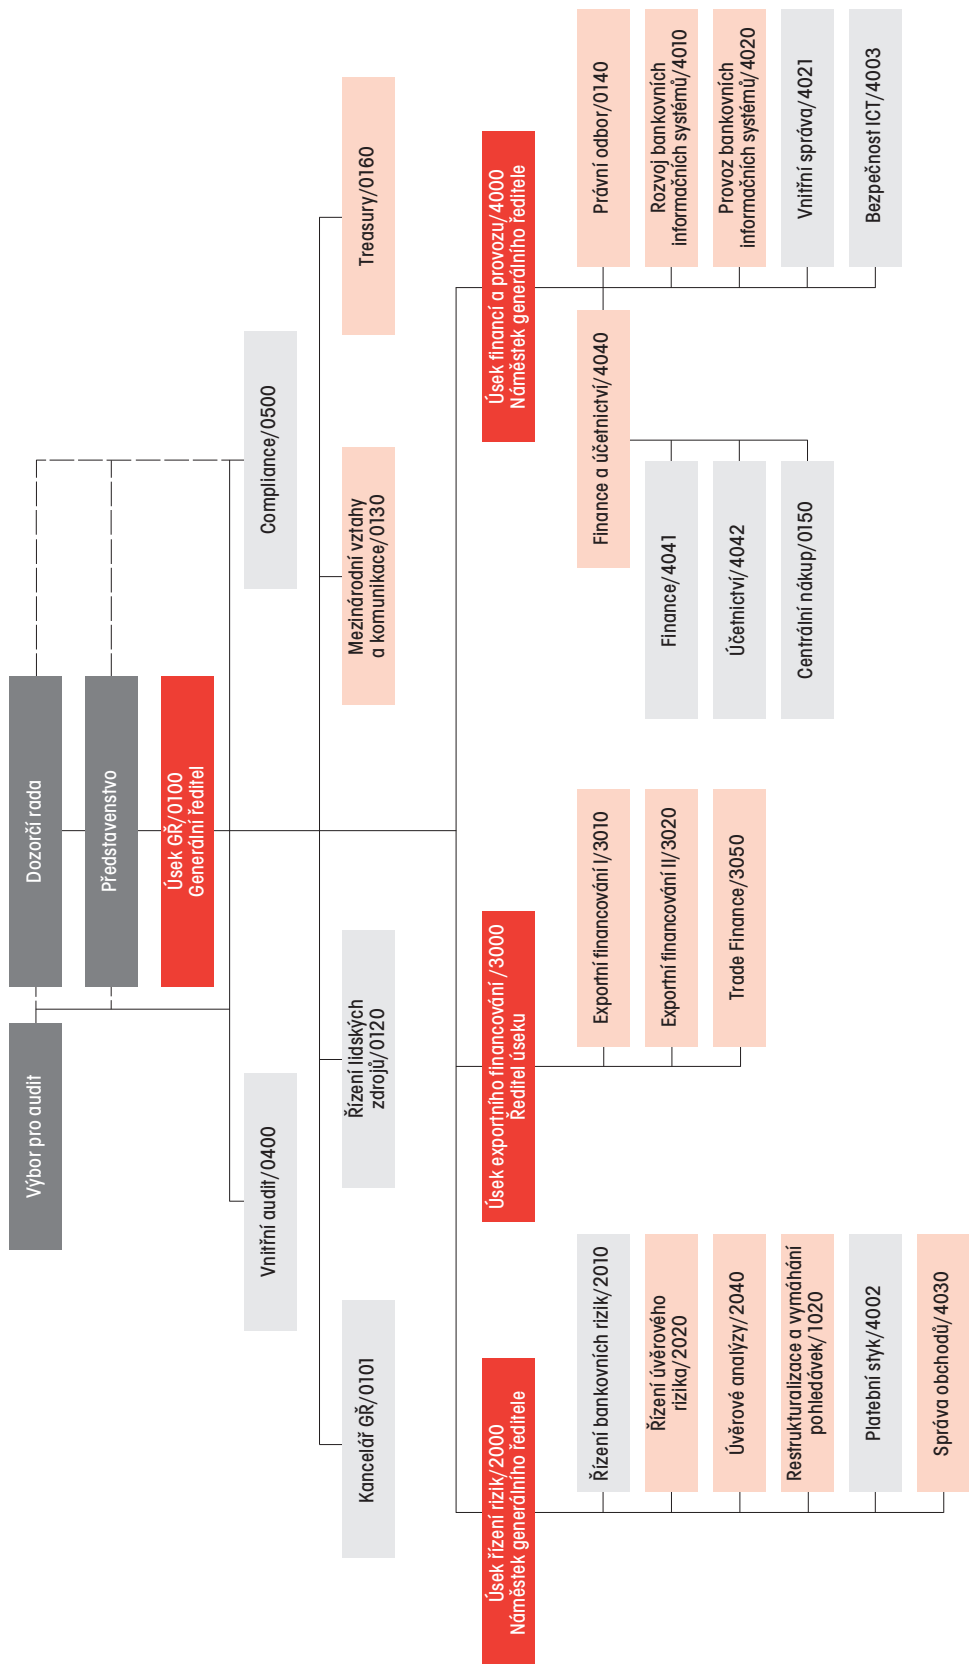 Výbor pro audit
Dozorčí rada
Představenstvo
Úsek GŘ/0100
Generální ředitel
Vnitřní audit/0400
Compliance/0500
Kancelář GŘ/0101
Řízení lidských
zdrojů/0120
Mezinárodní vztahy
a komunikace/0130
Treasury/0160
Úsek řízení rizik/2000
Náměstek generálního ředitele
Úsek exportního financování /3000
Ředitel úseku
Úsek financí a provozu/4000
Náměstek generálního ředitele
Řízení bankovních rizik/2010
Řízení úvěrového
rizika/2020
Úvěrové analýzy/2040
Restrukturalizace a vymáhání
pohledávek/1020
Platební styk/4002
Správa obchodů/4030
Exportní financování I/3010
Exportní financování II/3020
Trade Finance/3050
Finance a účetnictví/4040
Finance/4041
Účetnictví/4042
Centrální nákup/0150
Právní odbor/0140
Rozvoj bankovních
informačních systémů/4010
Provoz bankovních
informačních systémů/4020
Vnitřní správa/4021
Bezpečnost ICT/4003